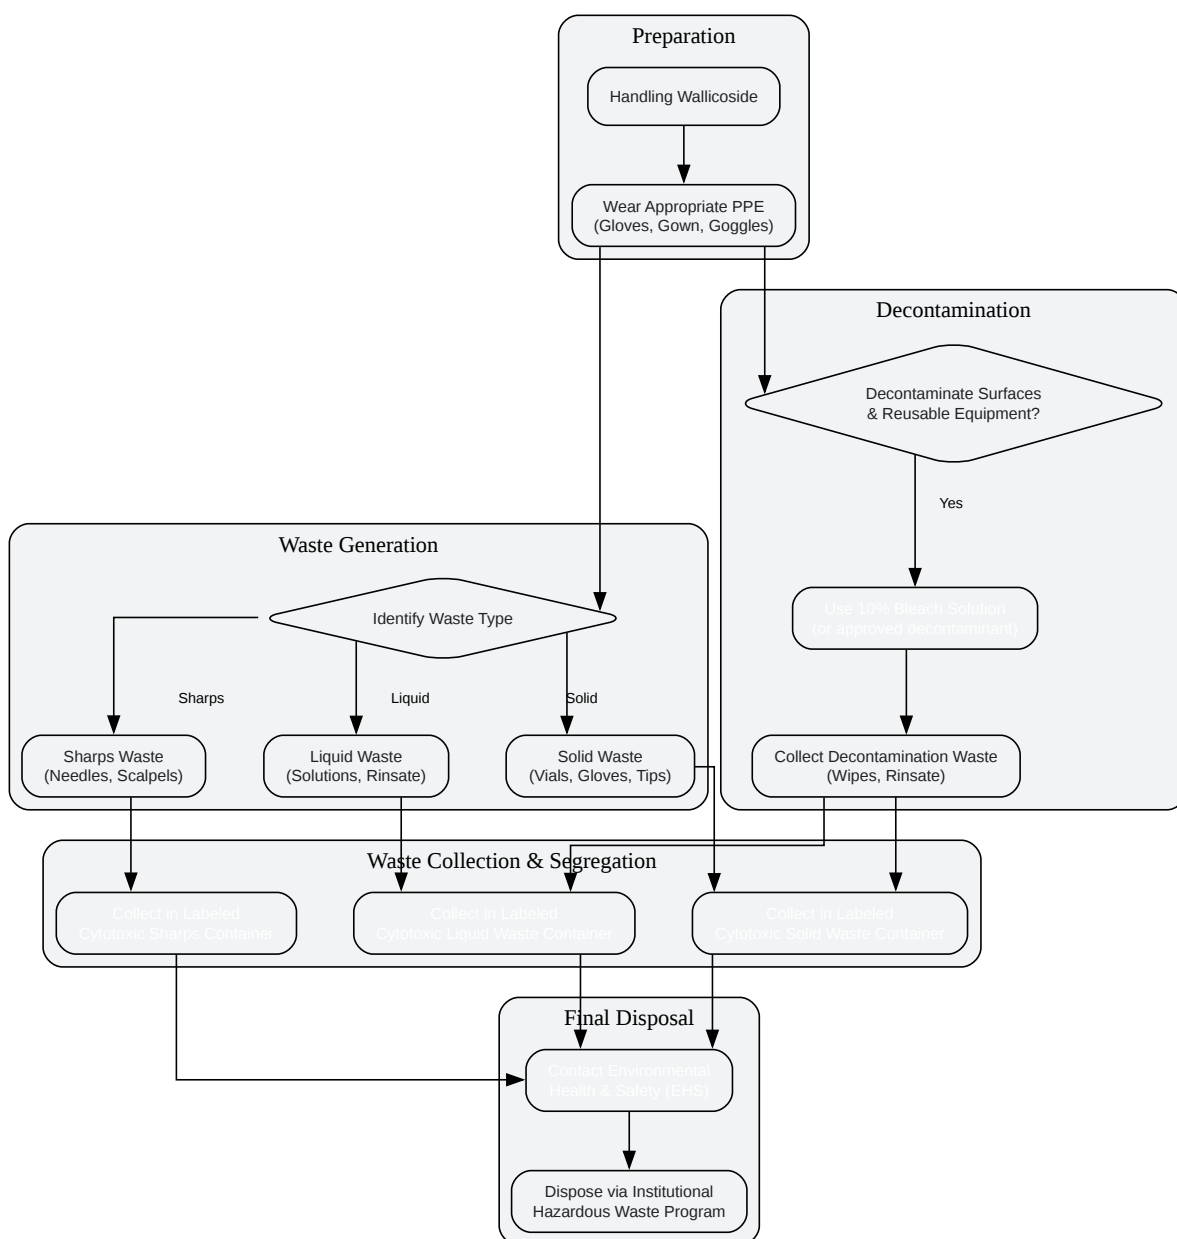 Preparation
Handling Wallicoside
Wear Appropriate PPE
(Gloves, Gown, Goggles)
Decontamination
Decontaminate Surfaces
& Reusable Equipment?
Yes
Use 10% Bleach Solution
(or approved decontaminant)
Collect Decontamination Waste
(Wipes, Rinsate)
Waste Generation
Identify Waste Type
Sharps
Liquid
Solid
Sharps Waste
(Needles, Scalpels)
Liquid Waste
(Solutions, Rinsate)
Solid Waste
(Vials, Gloves, Tips)
Waste Collection & Segregation
Collect in Labeled
Cytotoxic Sharps Container
Collect in Labeled
Cytotoxic Liquid Waste Container
Collect in Labeled
Cytotoxic Solid Waste Container
Final Disposal
Contact Environmental
Health & Safety (EHS)
Dispose via Institutional
Hazardous Waste Program